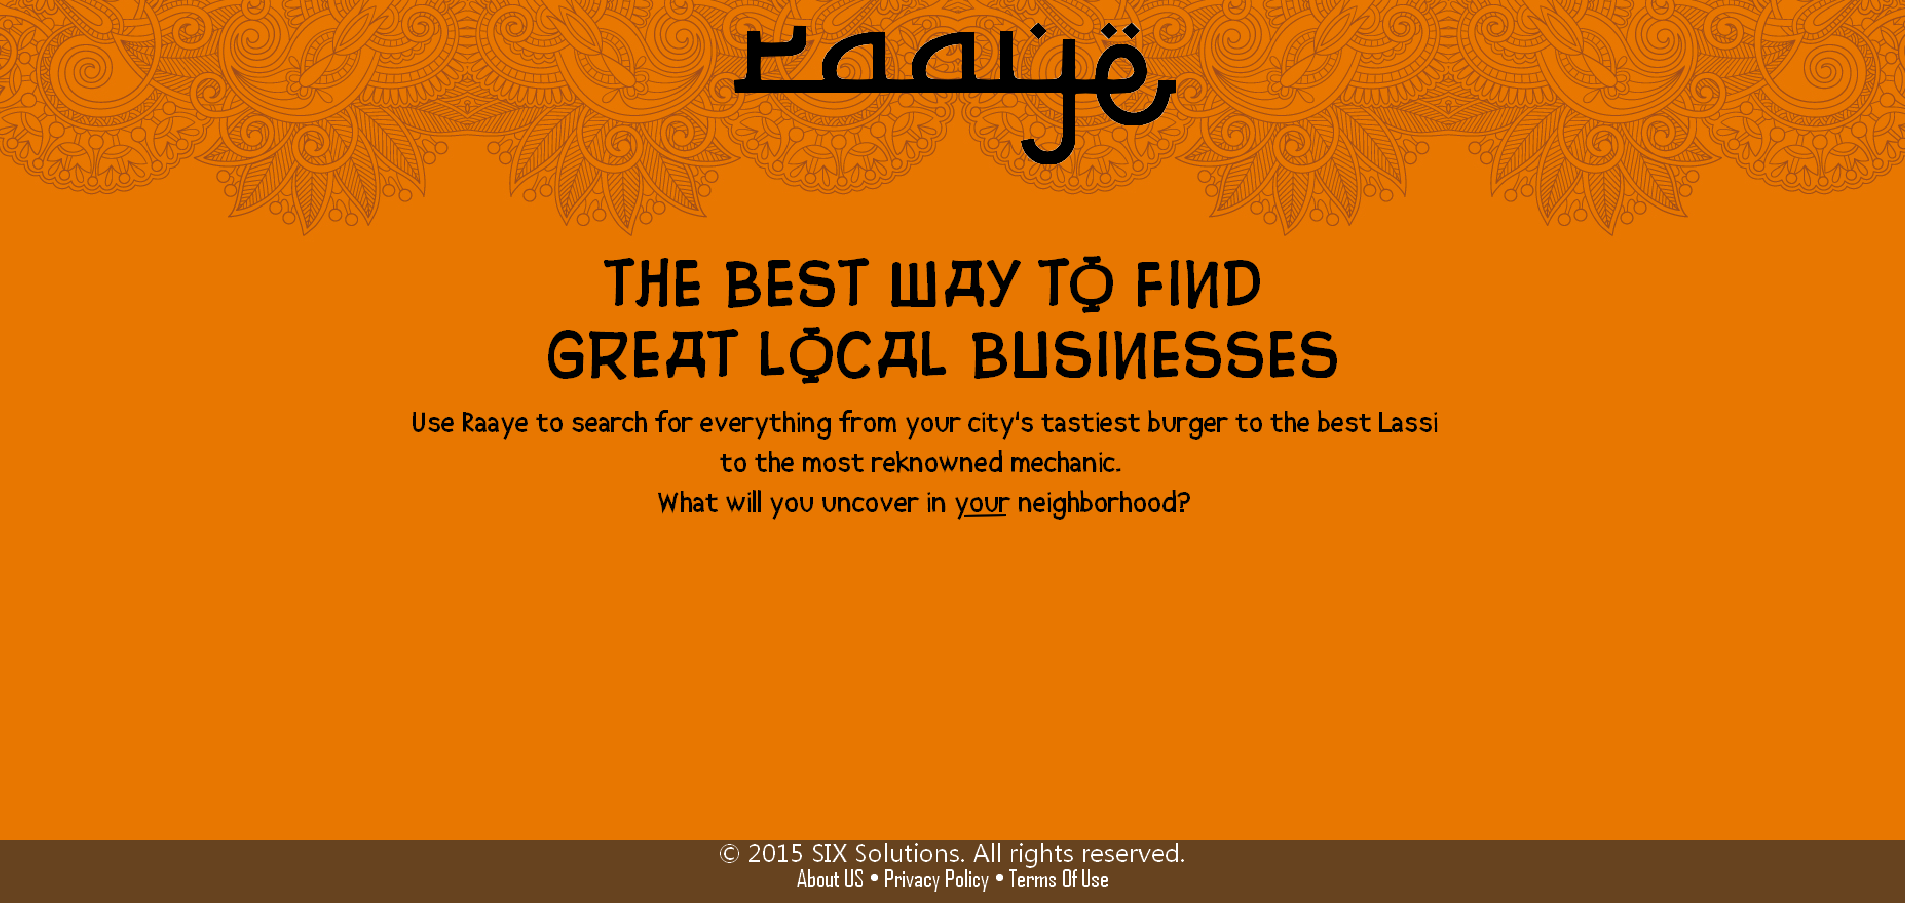 raaye
THE BEST WAY TO FIND
GREAT LOCAL BUSINESSES
Use Raaye to search for everything from your city's tastiest burger to the best Lassi
to the most reknowned mechanic.
What will you uncover in your neighborhood?
© 2015 SIX Solutions. All rights reserved.
About US • Privacy Policy • Terms Of Use